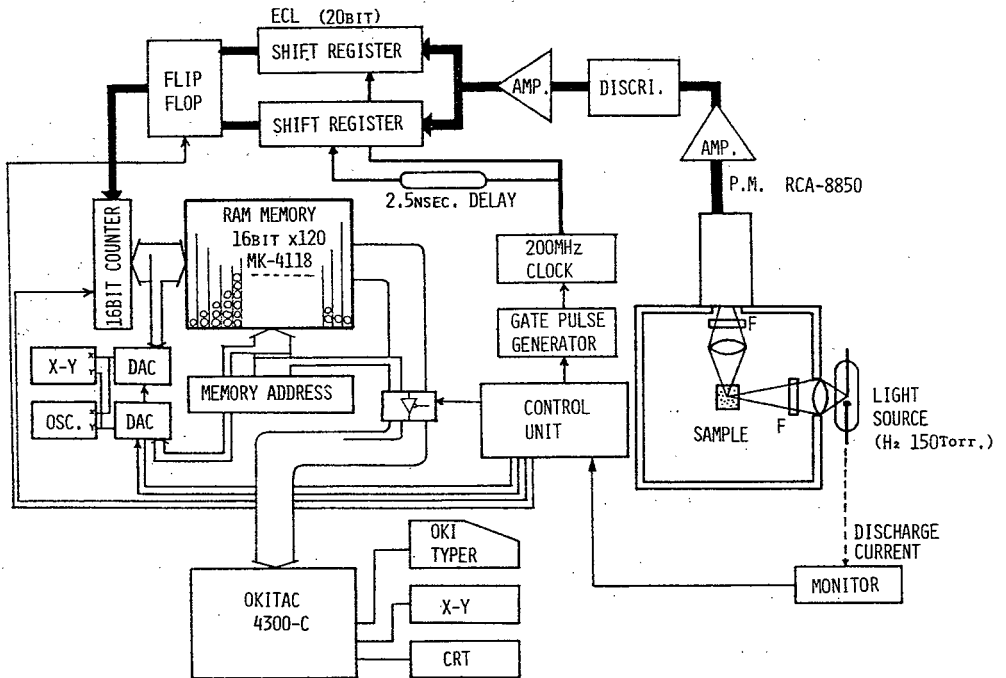 ECL (20BIT)
SHIFT REGISTER
SHIFT REGISTER
FLIP
FLOP
AMP.
DISCRI.
AMP.
P.M. RCA-8850
2.5NSEC. DELAY
16BIT COUNTER
RAM MEMORY
16BIT x120
MK-4118
200MHz
CLOCK
GATE PULSE
GENERATOR
F
X-Y
X
Y
DAC
OSC.
X
Y
DAC
MEMORY ADDRESS
CONTROL
UNIT
SAMPLE
F
LIGHT
SOURCE
(H2 150Torr.)
DISCHARGE
CURRENT
MONITOR
OKITAC
4300-C
OKI
TYPER
X-Y
CRT